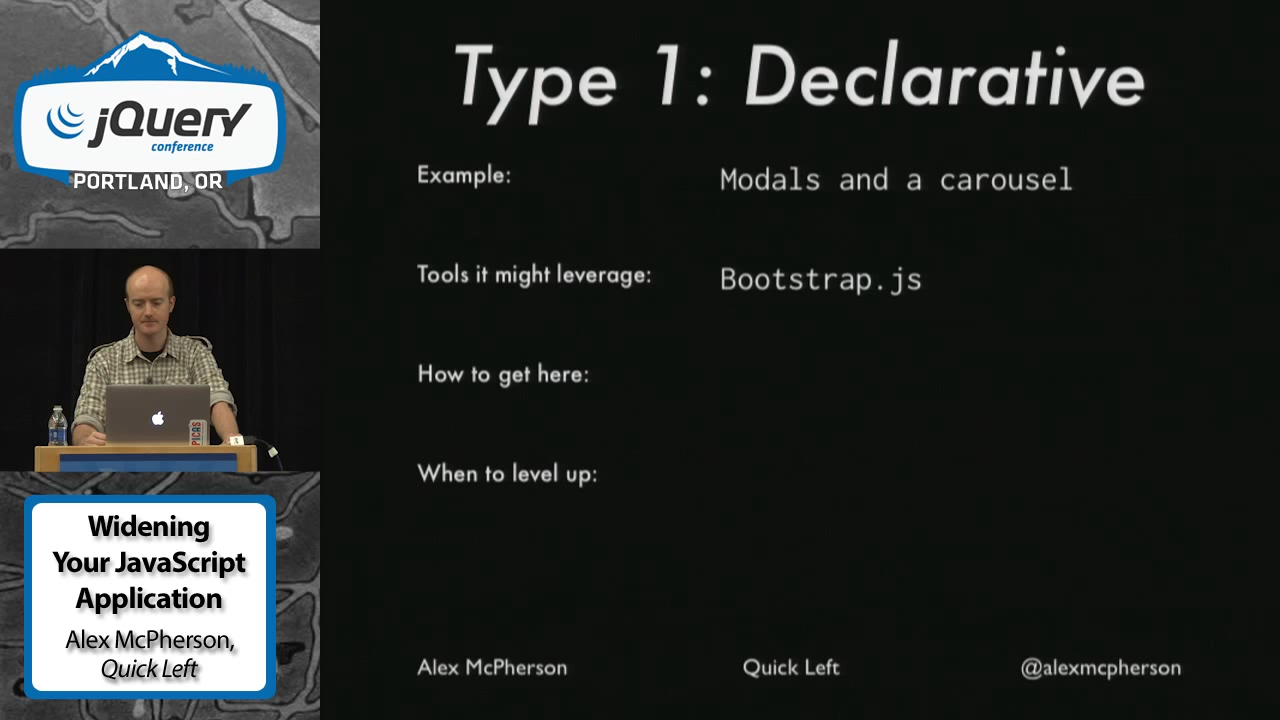 jQuery
conference
PORTLAND, OR
PICAS
Widening
Your JavaScript
Application
Alex McPherson,
Quick Left
Type 1: Declarative
Example: Modals and a carousel
Tools it might leverage: Bootstrap.js
How to get here:
When to level up:
Alex McPherson Quick Left @alexmcpherson